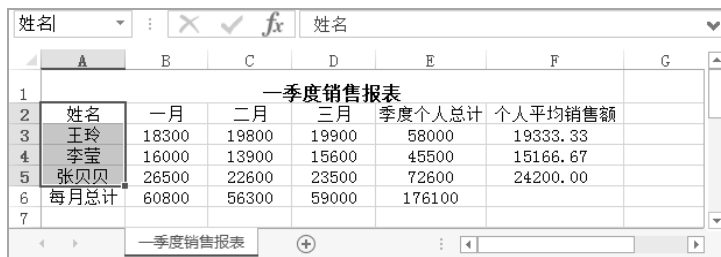 姓名 fx 姓名
A B C D E F G
1 一季度销售报表
2 姓名 一月 二月 三月 季度个人总计 个人平均销售额
3 王玲 18300 19800 19900 58000 19333.33
4 李莹 16000 13900 15600 45500 15166.67
5 张贝贝 26500 22600 23500 72600 24200.00
6 每月总计 60800 56300 59000 176100
7
一季度销售报表